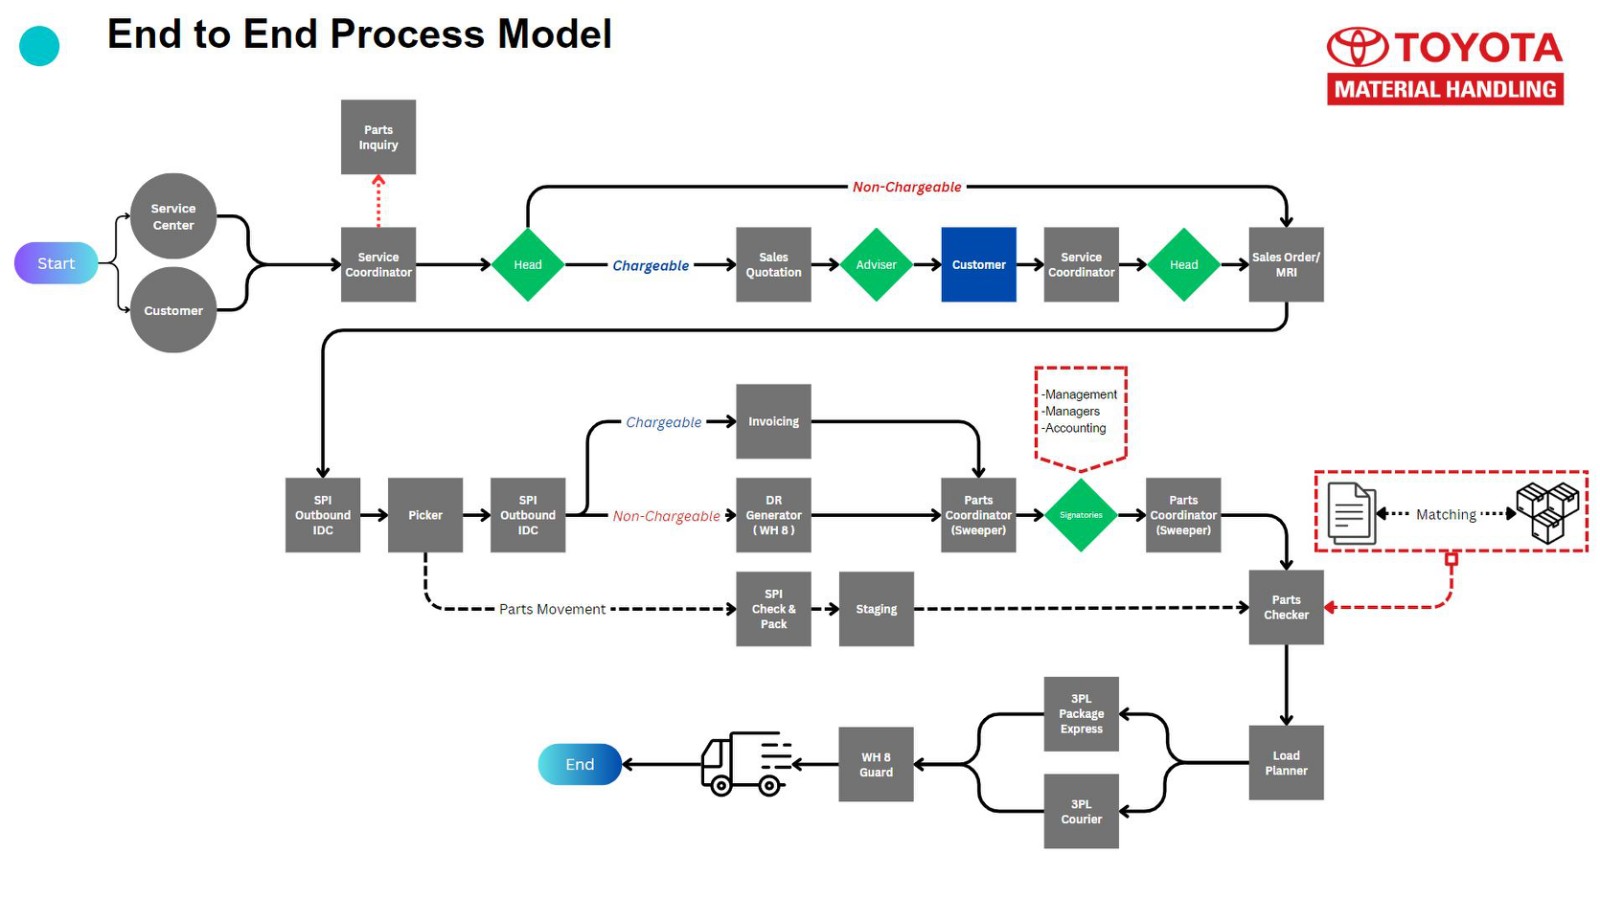 End to End Process Model
TOYOTA
MATERIAL HANDLING
Parts
Inquiry
Non-Chargeable
Service
Center
Start
Customer
Service
Coordinator
Head
Chargeable
Sales
Quotation
Adviser
Customer
Service
Coordinator
Head
Sales Order/
MRI
-Management
-Managers
-Accounting
Chargeable
Invoicing
SPI
Outbound
IDC
Picker
SPI
Outbound
IDC
Non-Chargeable
DR
Generator
( WH 8 )
Parts
Coordinator
(Sweeper)
Signatories
Parts
Coordinator
(Sweeper)
Matching
Parts Movement
SPI
Check &
Pack
Staging
Parts
Checker
3PL
Package
Express
End
WH 8
Guard
Load
Planner
3PL
Courier